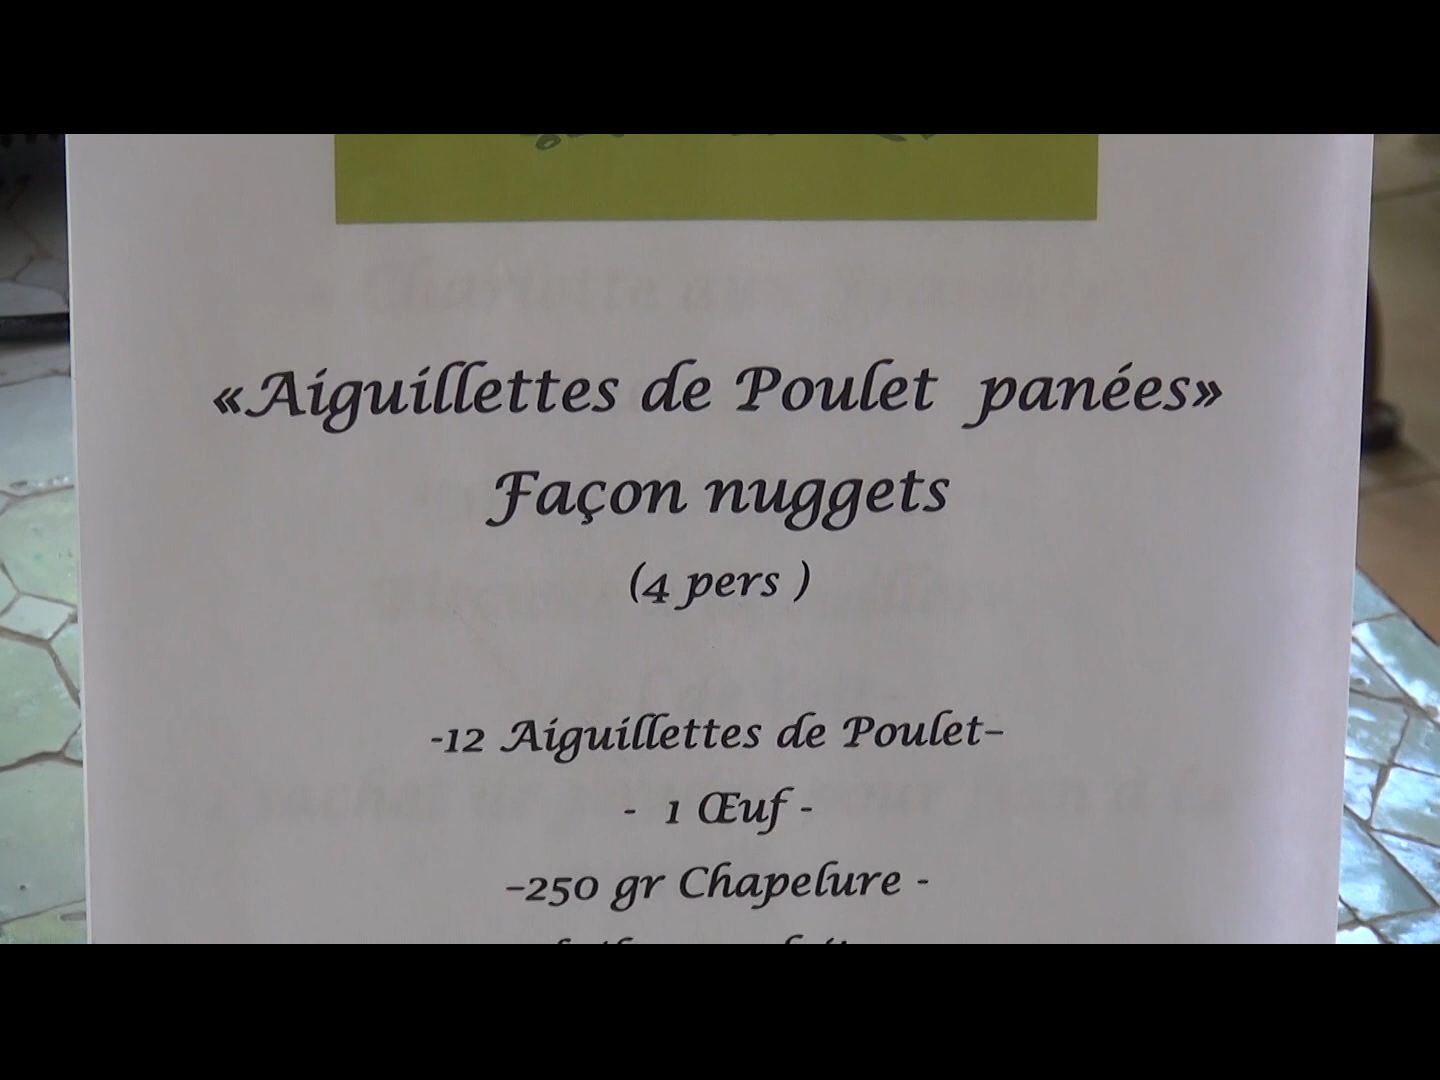 «Aiguillettes de Poulet panées»
Façon nuggets
(4 pers )
-12 Aiguillettes de Poulet-
- 1 Œuf -
-250 gr Chapelure -